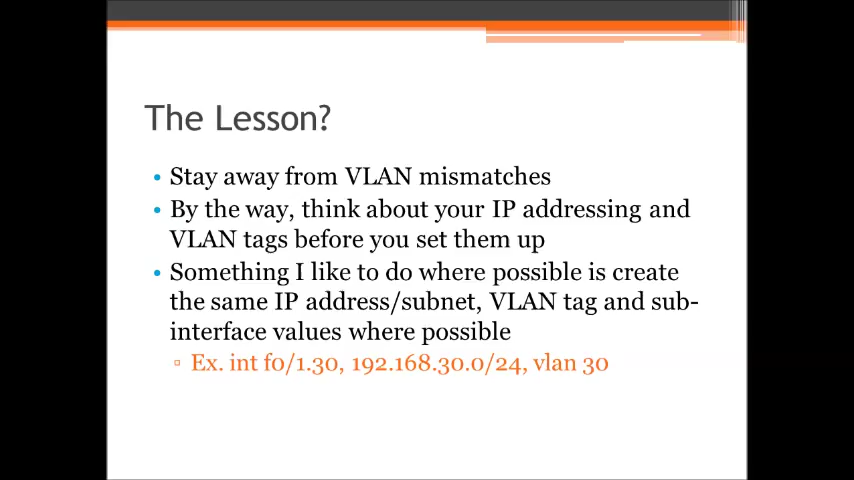 The Lesson?
• Stay away from VLAN mismatches
• By the way, think about your IP addressing and
VLAN tags before you set them up
• Something I like to do where possible is create
the same IP address/subnet, VLAN tag and sub-
interface values where possible
▫ Ex. int f0/1.30, 192.168.30.0/24, vlan 30